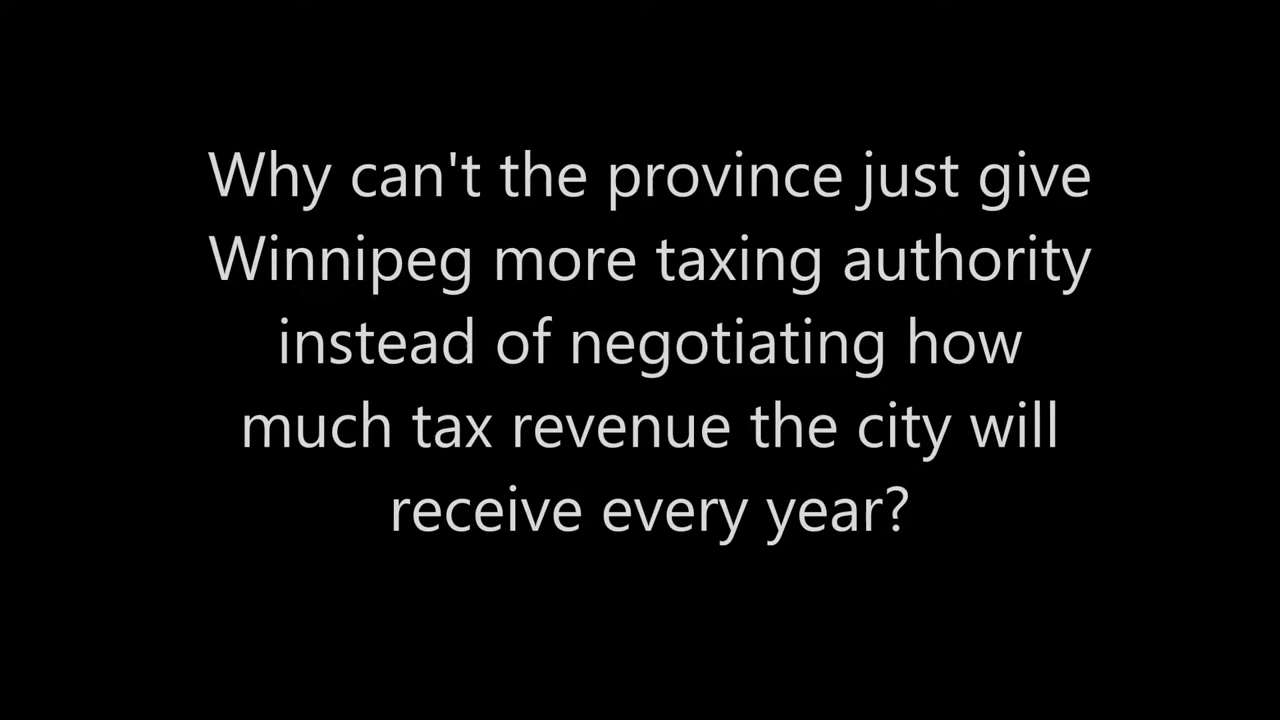 Why can't the province just give
Winnipeg more taxing authority
instead of negotiating how
much tax revenue the city will
receive every year?